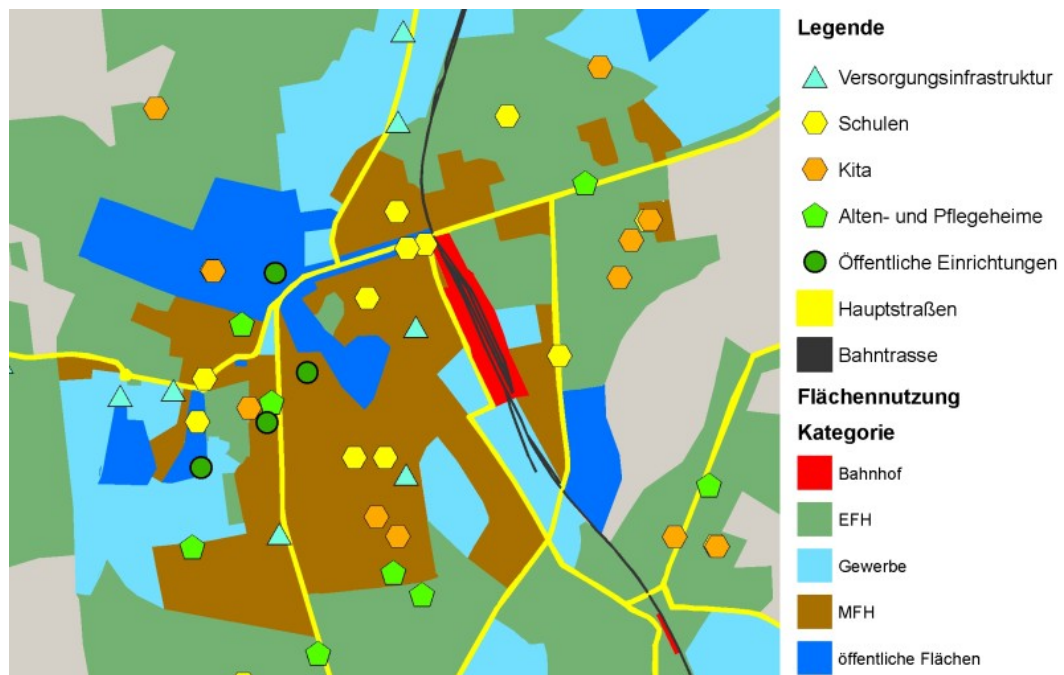 Legende
Versorgungsinfrastruktur
Schulen
Kita
Alten- und Pflegeheime
Öffentliche Einrichtungen
Hauptstraßen
Bahntrasse
Flächennutzung
Kategorie
Bahnhof
EFH
Gewerbe
MFH
öffentliche Flächen